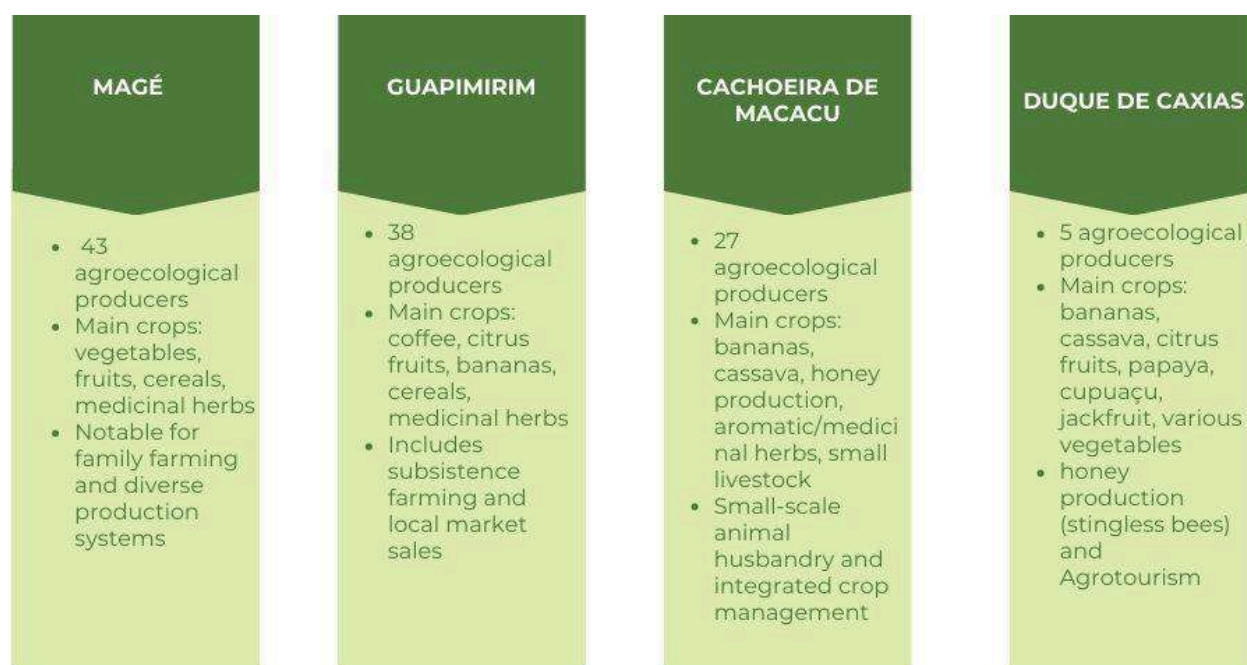 MAGÉ
• 43
agroecological
producers
• Main crops:
vegetables,
fruits, cereals,
medicinal herbs
• Notable for
family farming
and diverse
production
systems
GUAPIMIRIM
• 38
agroecological
producers
• Main crops:
coffee, citrus
fruits, bananas,
cereals,
medicinal herbs
• Includes
subsistence
farming and
local market
sales
CACHOEIRA DE
MACACU
• 27
agroecological
producers
• Main crops:
bananas,
cassava, honey
production,
aromatic/medici
nal herbs, small
livestock
• Small-scale
animal
husbandry and
integrated crop
management
DUQUE DE CAXIAS
• 5 agroecological
producers
• Main crops:
bananas,
cassava, citrus
fruits, papaya,
cupuaçu,
jackfruit, various
vegetables
• honey
production
(stingless bees)
and
Agrotourism